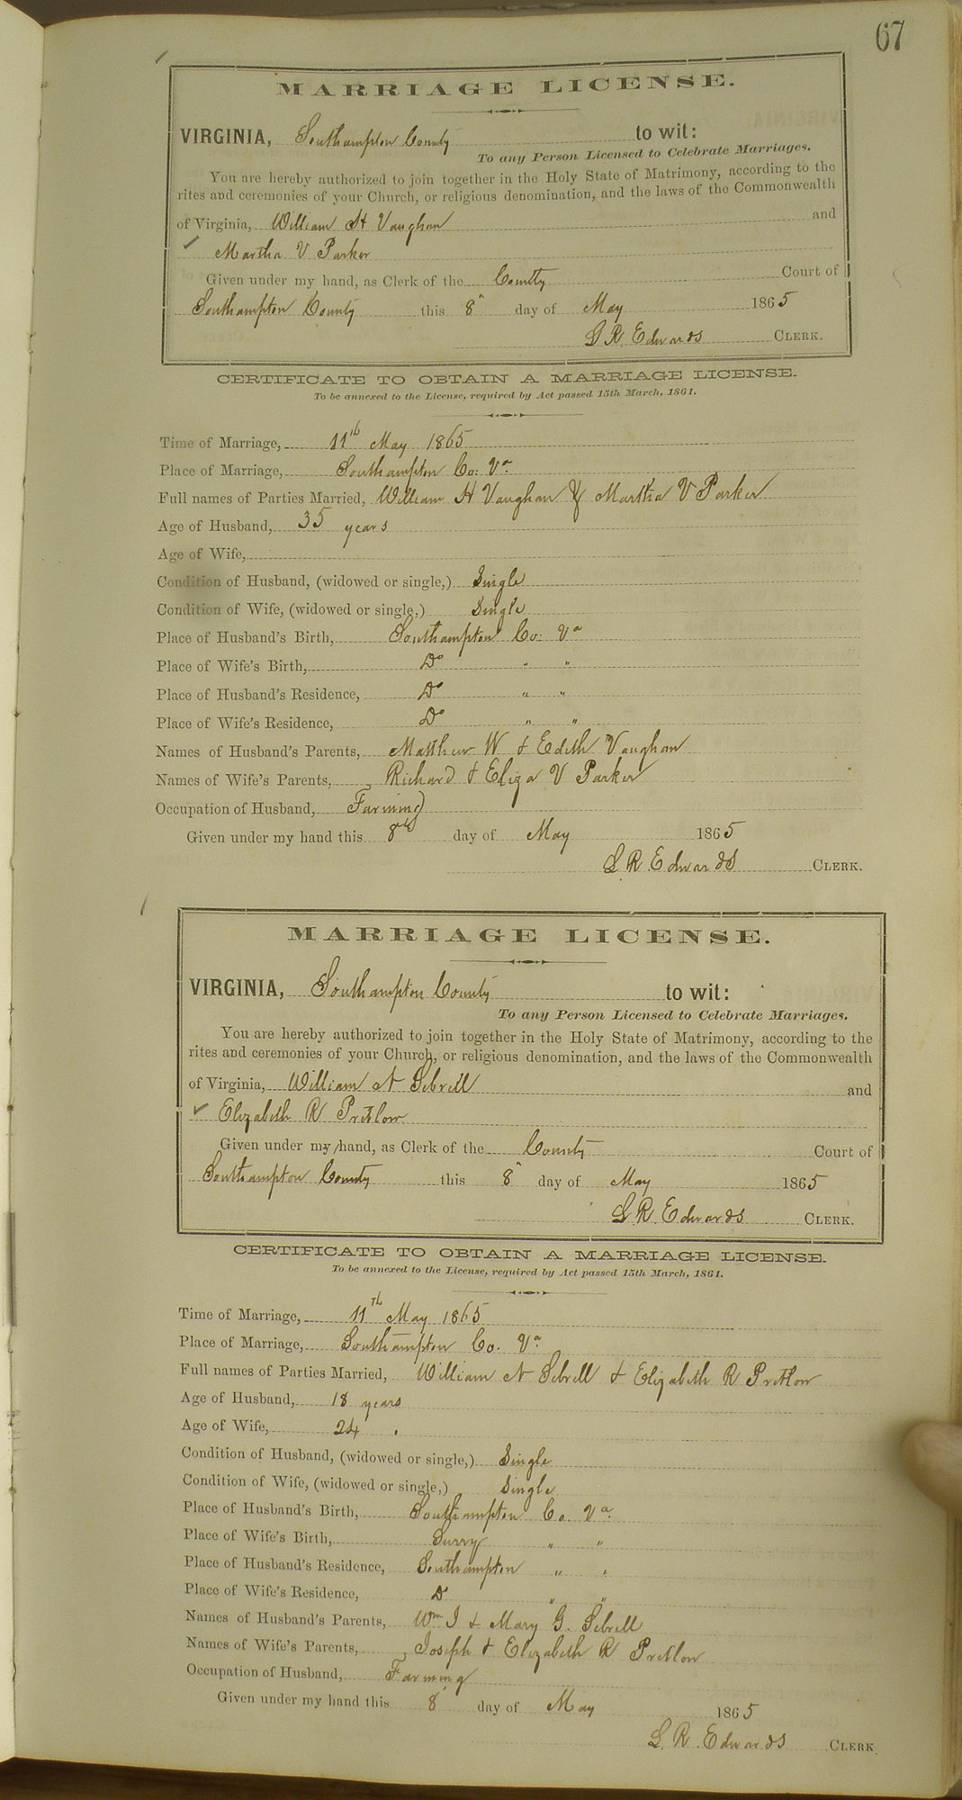 67
MARRIAGE LICENSE.
VIRGINIA, Southampton County to wit:
To any Person Licensed to Celebrate Marriages.
You are hereby authorized to join together in the Holy State of Matrimony, according to the
rites and ceremonies of your Church, or religious denomination, and the laws of the Commonwealth
of Virginia, William H Vaughan and
Martha V Parker
Given under my hand, as Clerk of the County Court of
Southampton County this 8" day of May 1865
L R Edwards CLERK.
CERTIFICATE TO OBTAIN A MARRIAGE LICENSE.
To be annexed to the License, required by Act passed 15th March, 1861.
Time of Marriage, 11th May 1865
Place of Marriage, Southampton Co. Va
Full names of Parties Married, William H Vaughan & Martha V Parker
Age of Husband, 35 years
Age of Wife,
Condition of Husband, (widowed or single,) Single
Condition of Wife, (widowed or single,) Single
Place of Husband's Birth, Southampton Co. Va
Place of Wife's Birth, Do " "
Place of Husband's Residence, Do " "
Place of Wife's Residence, Do " "
Names of Husband's Parents, Matthew W & Edith Vaughan
Names of Wife's Parents, Richard & Eliza V Parker
Occupation of Husband, Farming
Given under my hand this 8th day of May 1865
L. R. Edwards CLERK.
MARRIAGE LICENSE.
VIRGINIA, Southampton County to wit:
To any Person Licensed to Celebrate Marriages.
You are hereby authorized to join together in the Holy State of Matrimony, according to the
rites and ceremonies of your Church, or religious denomination, and the laws of the Commonwealth
of Virginia, William N Sebrell and
Elizabeth R Pretlow
Given under my hand, as Clerk of the County Court of
Southampton County this 8" day of May 1865
L. R. Edwards CLERK.
CERTIFICATE TO OBTAIN A MARRIAGE LICENSE.
To be annexed to the License, required by Act passed 15th March, 1861.
Time of Marriage, 11th May 1865
Place of Marriage, Southampton Co. Va
Full names of Parties Married, William N Sebrell & Elizabeth R Pretlow
Age of Husband, 18 years
Age of Wife, 24 "
Condition of Husband, (widowed or single,) Single
Condition of Wife, (widowed or single,) Single
Place of Husband's Birth, Southampton Co. Va.
Place of Wife's Birth, Surry " "
Place of Husband's Residence, Southampton " "
Place of Wife's Residence, Do " "
Names of Husband's Parents, Wm J & Mary G. Sebrell
Names of Wife's Parents, Joseph & Elizabeth R Pretlow
Occupation of Husband, Farming
Given under my hand this 8 day of May 1865
L. R. Edwards CLERK